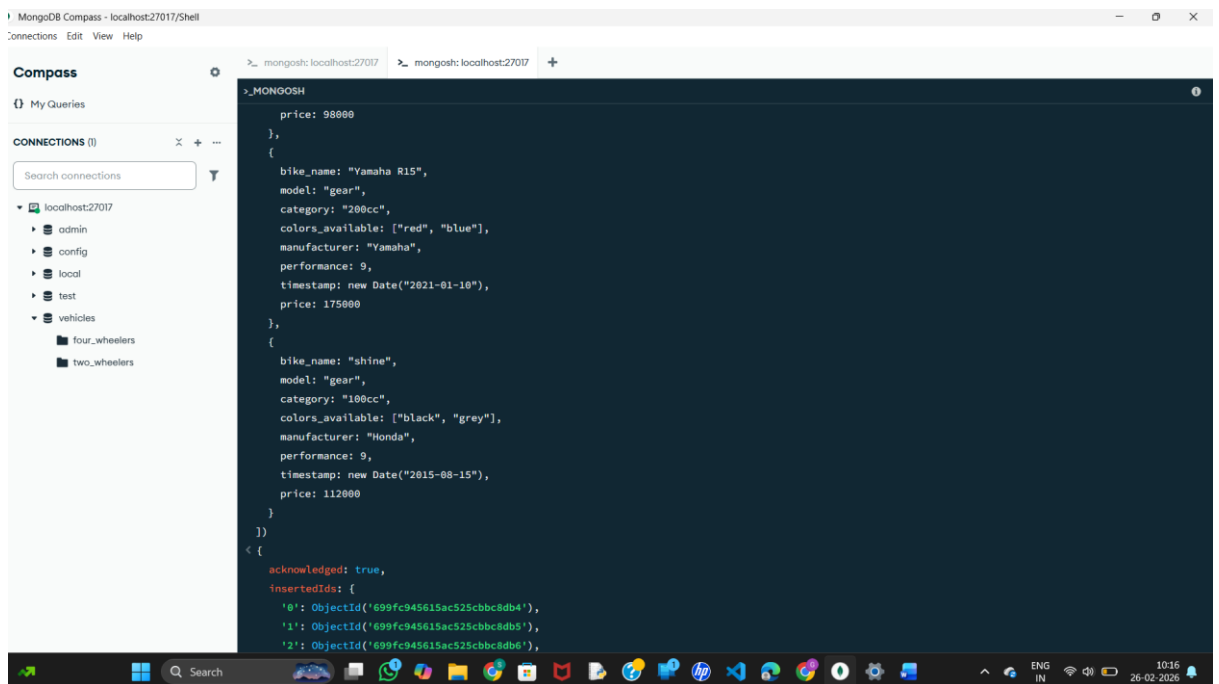 MongoDB Compass - localhost:27017/Shell
Connections Edit View Help
Compass
{} My Queries
CONNECTIONS (1)
Search connections
localhost:27017
admin
config
local
test
vehicles
four_wheelers
two_wheelers
>_ mongosh: localhost:27017 >_ mongosh: localhost:27017 +
>_MONGOSH
price: 98000
},
{
bike_name: "Yamaha R15",
model: "gear",
category: "200cc",
colors_available: ["red", "blue"],
manufacturer: "Yamaha",
performance: 9,
timestamp: new Date("2021-01-10"),
price: 175000
},
{
bike_name: "shine",
model: "gear",
category: "100cc",
colors_available: ["black", "grey"],
manufacturer: "Honda",
performance: 9,
timestamp: new Date("2015-08-15"),
price: 112000
}
])
< {
acknowledged: true,
insertedIds: {
'0': ObjectId('699fc945615ac525cbbc8db4'),
'1': ObjectId('699fc945615ac525cbbc8db5'),
'2': ObjectId('699fc945615ac525cbbc8db6'),
Search
ENG
IN
10:16
26-02-2026